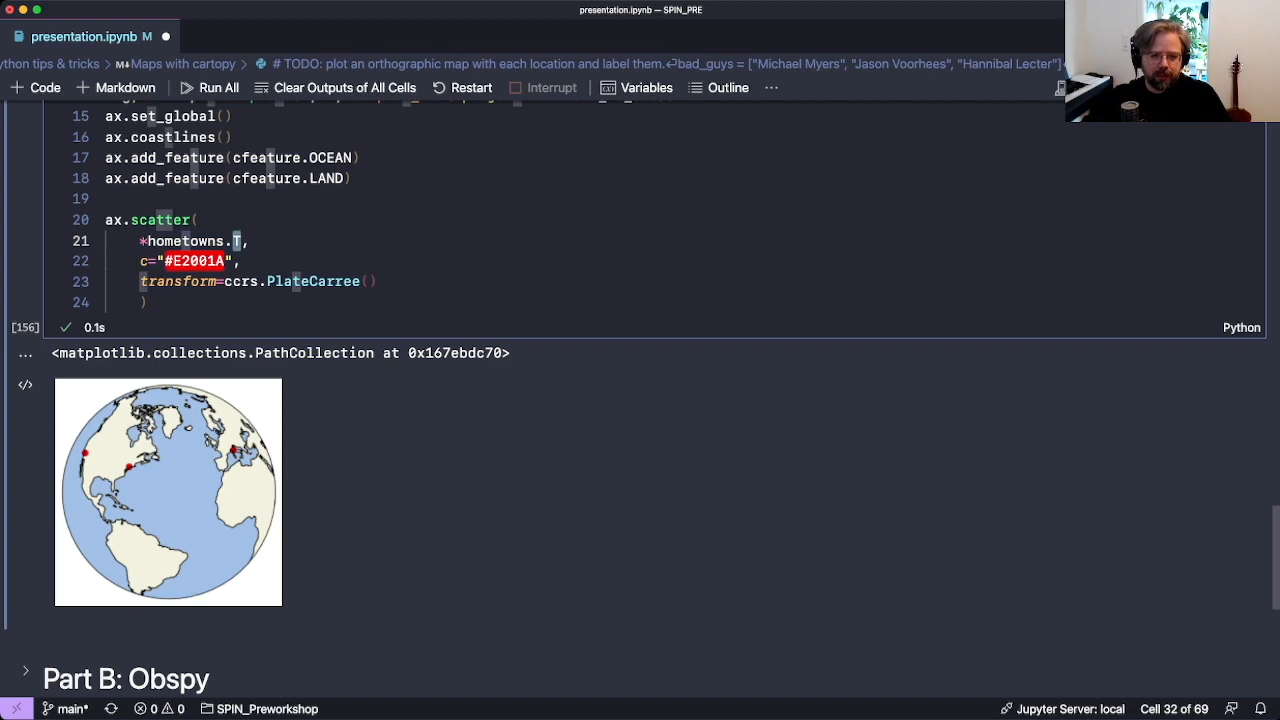 presentation.ipynb — SPIN_PRE
presentation.ipynb M
ython tips & tricks > Maps with cartopy > # TODO: plot an orthographic map with each location and label them.↵bad_guys = ["Michael Myers", "Jason Voorhees", "Hannibal Lecter"]
Code Markdown Run All Clear Outputs of All Cells Restart Interrupt Variables Outline ...
15 ax.set_global()
16 ax.coastlines()
17 ax.add_feature(cfeature.OCEAN)
18 ax.add_feature(cfeature.LAND)
19
20 ax.scatter(
21 *hometowns.T,
22 c="#E2001A",
23 transform=ccrs.PlateCarree()
24 )
[156] 0.1s Python
<matplotlib.collections.PathCollection at 0x167ebdc70>
Part B: Obspy
main* 0 0 SPIN_Preworkshop Jupyter Server: local Cell 32 of 69